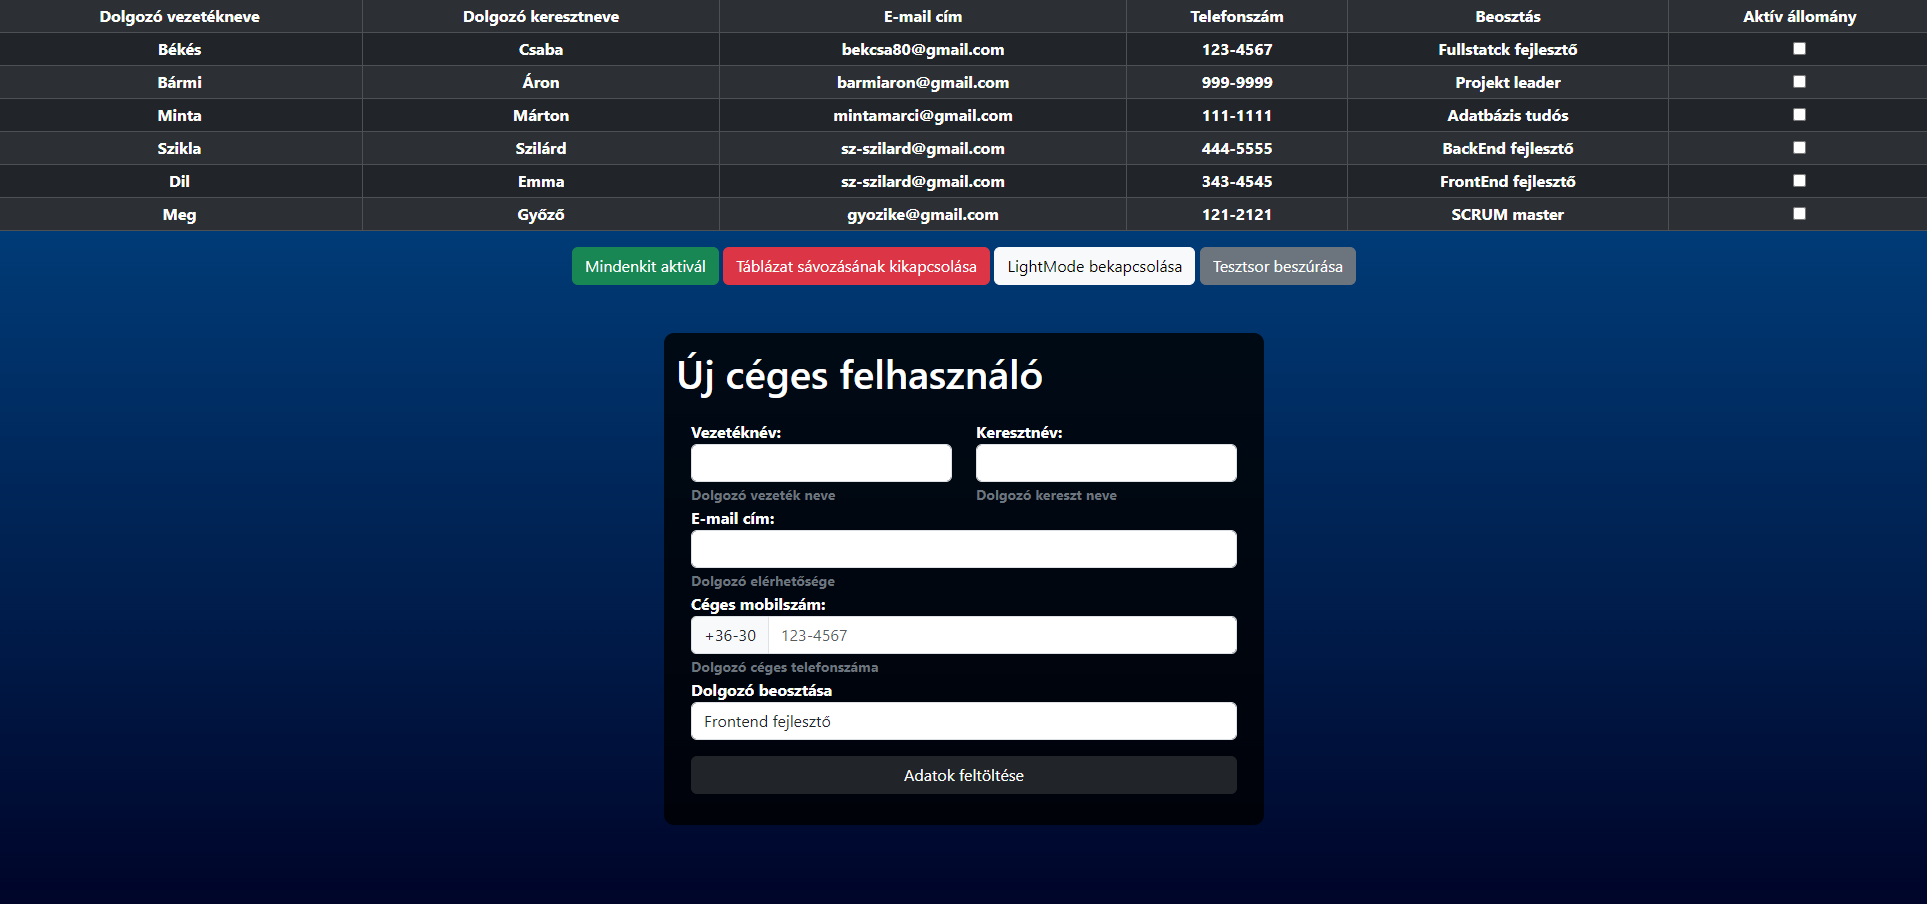 Dolgozó vezetékneve Dolgozó keresztneve E-mail cím Telefonszám Beosztás Aktív állomány
Békés Csaba bekcsa80@gmail.com 123-4567 Fullstatck fejlesztő
Bármi Áron barmiaron@gmail.com 999-9999 Projekt leader
Minta Márton mintamarci@gmail.com 111-1111 Adatbázis tudós
Szikla Szilárd sz-szilard@gmail.com 444-5555 BackEnd fejlesztő
Dil Emma sz-szilard@gmail.com 343-4545 FrontEnd fejlesztő
Meg Győző gyozike@gmail.com 121-2121 SCRUM master
Mindenkit aktivál Táblázat sávozásának kikapcsolása LightMode bekapcsolása Tesztsor beszúrása
Új céges felhasználó
Vezetéknév: Keresztnév:
Dolgozó vezeték neve Dolgozó kereszt neve
E-mail cím:
Dolgozó elérhetősége
Céges mobilszám:
+36-30 123-4567
Dolgozó céges telefonszáma
Dolgozó beosztása
Frontend fejlesztő
Adatok feltöltése